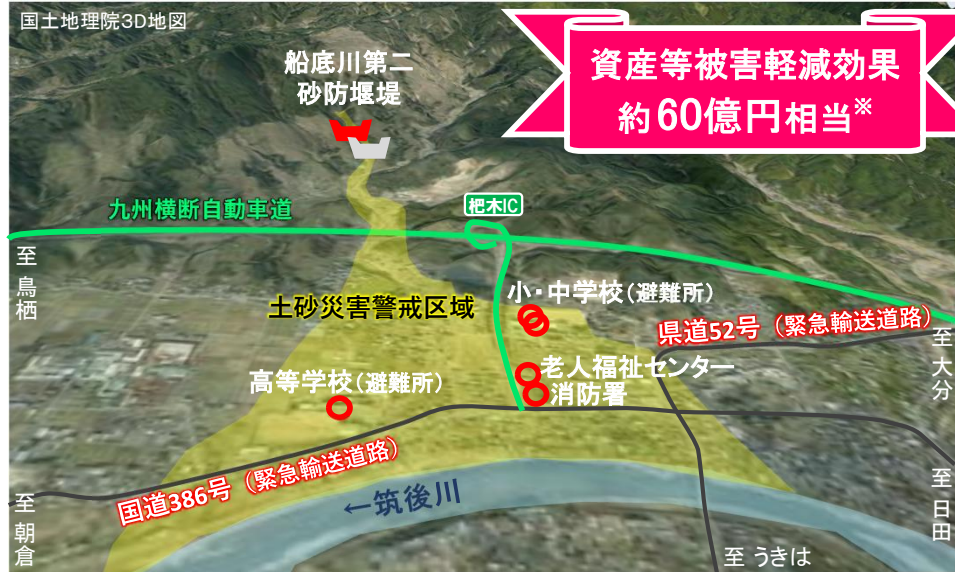 国土地理院3D地図
資産等被害軽減効果
約60億円相当※
船底川第二
砂防堰堤
九州横断自動車道
杷木IC
至鳥栖
土砂災害警戒区域
小・中学校(避難所)
県道52号(緊急輸送道路)
至大分
老人福祉センター
消防署
高等学校(避難所)
国道386号(緊急輸送道路)
←筑後川
至朝倉
至日田
至 うきは